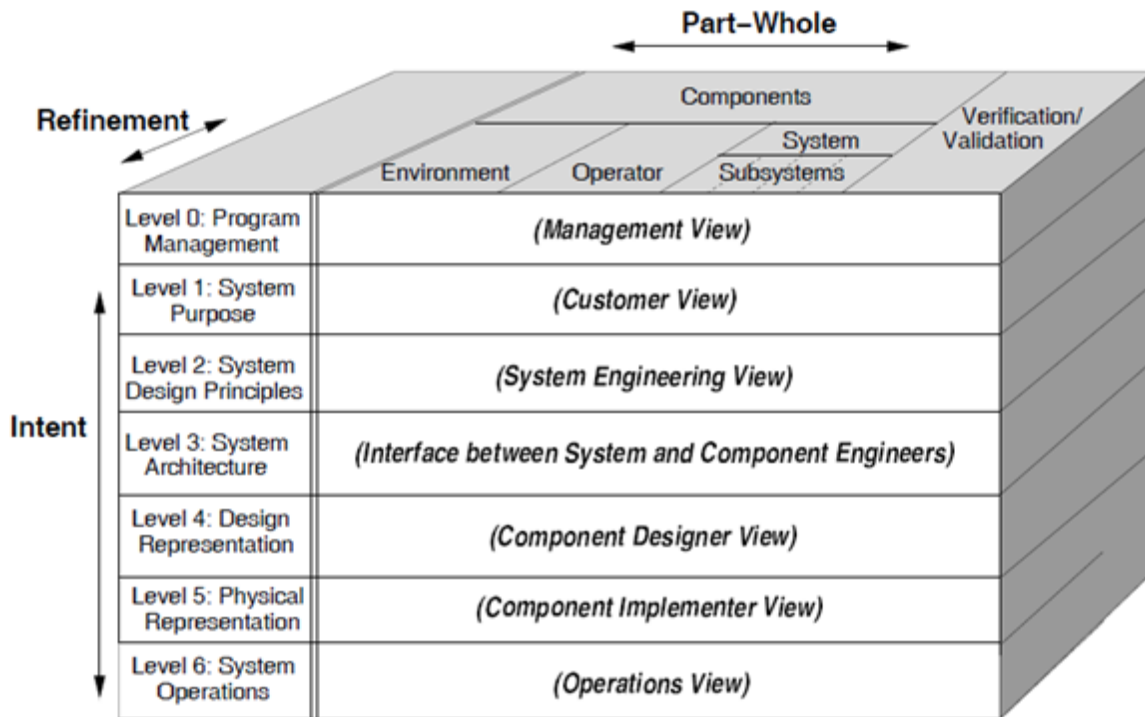 Part–Whole
Refinement
Components
Verification/
Validation
System
Environment
Operator
Subsystems
Level 0: Program
Management
(Management View)
Level 1: System
Purpose
(Customer View)
Level 2: System
Design Principles
(System Engineering View)
Intent
Level 3: System
Architecture
(Interface between System and Component Engineers)
Level 4: Design
Representation
(Component Designer View)
Level 5: Physical
Representation
(Component Implementer View)
Level 6: System
Operations
(Operations View)